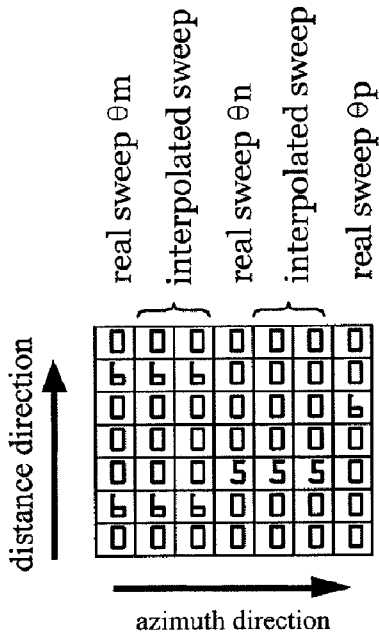 real sweep θm
interpolated sweep
real sweep θn
interpolated sweep
real sweep θp
distance direction
0 0 0 0 0 0 0
6 6 6 0 0 0 0
0 0 0 0 0 0 6
0 0 0 0 0 0 0
0 0 0 5 5 5 0
6 6 6 0 0 0 0
0 0 0 0 0 0 0
azimuth direction